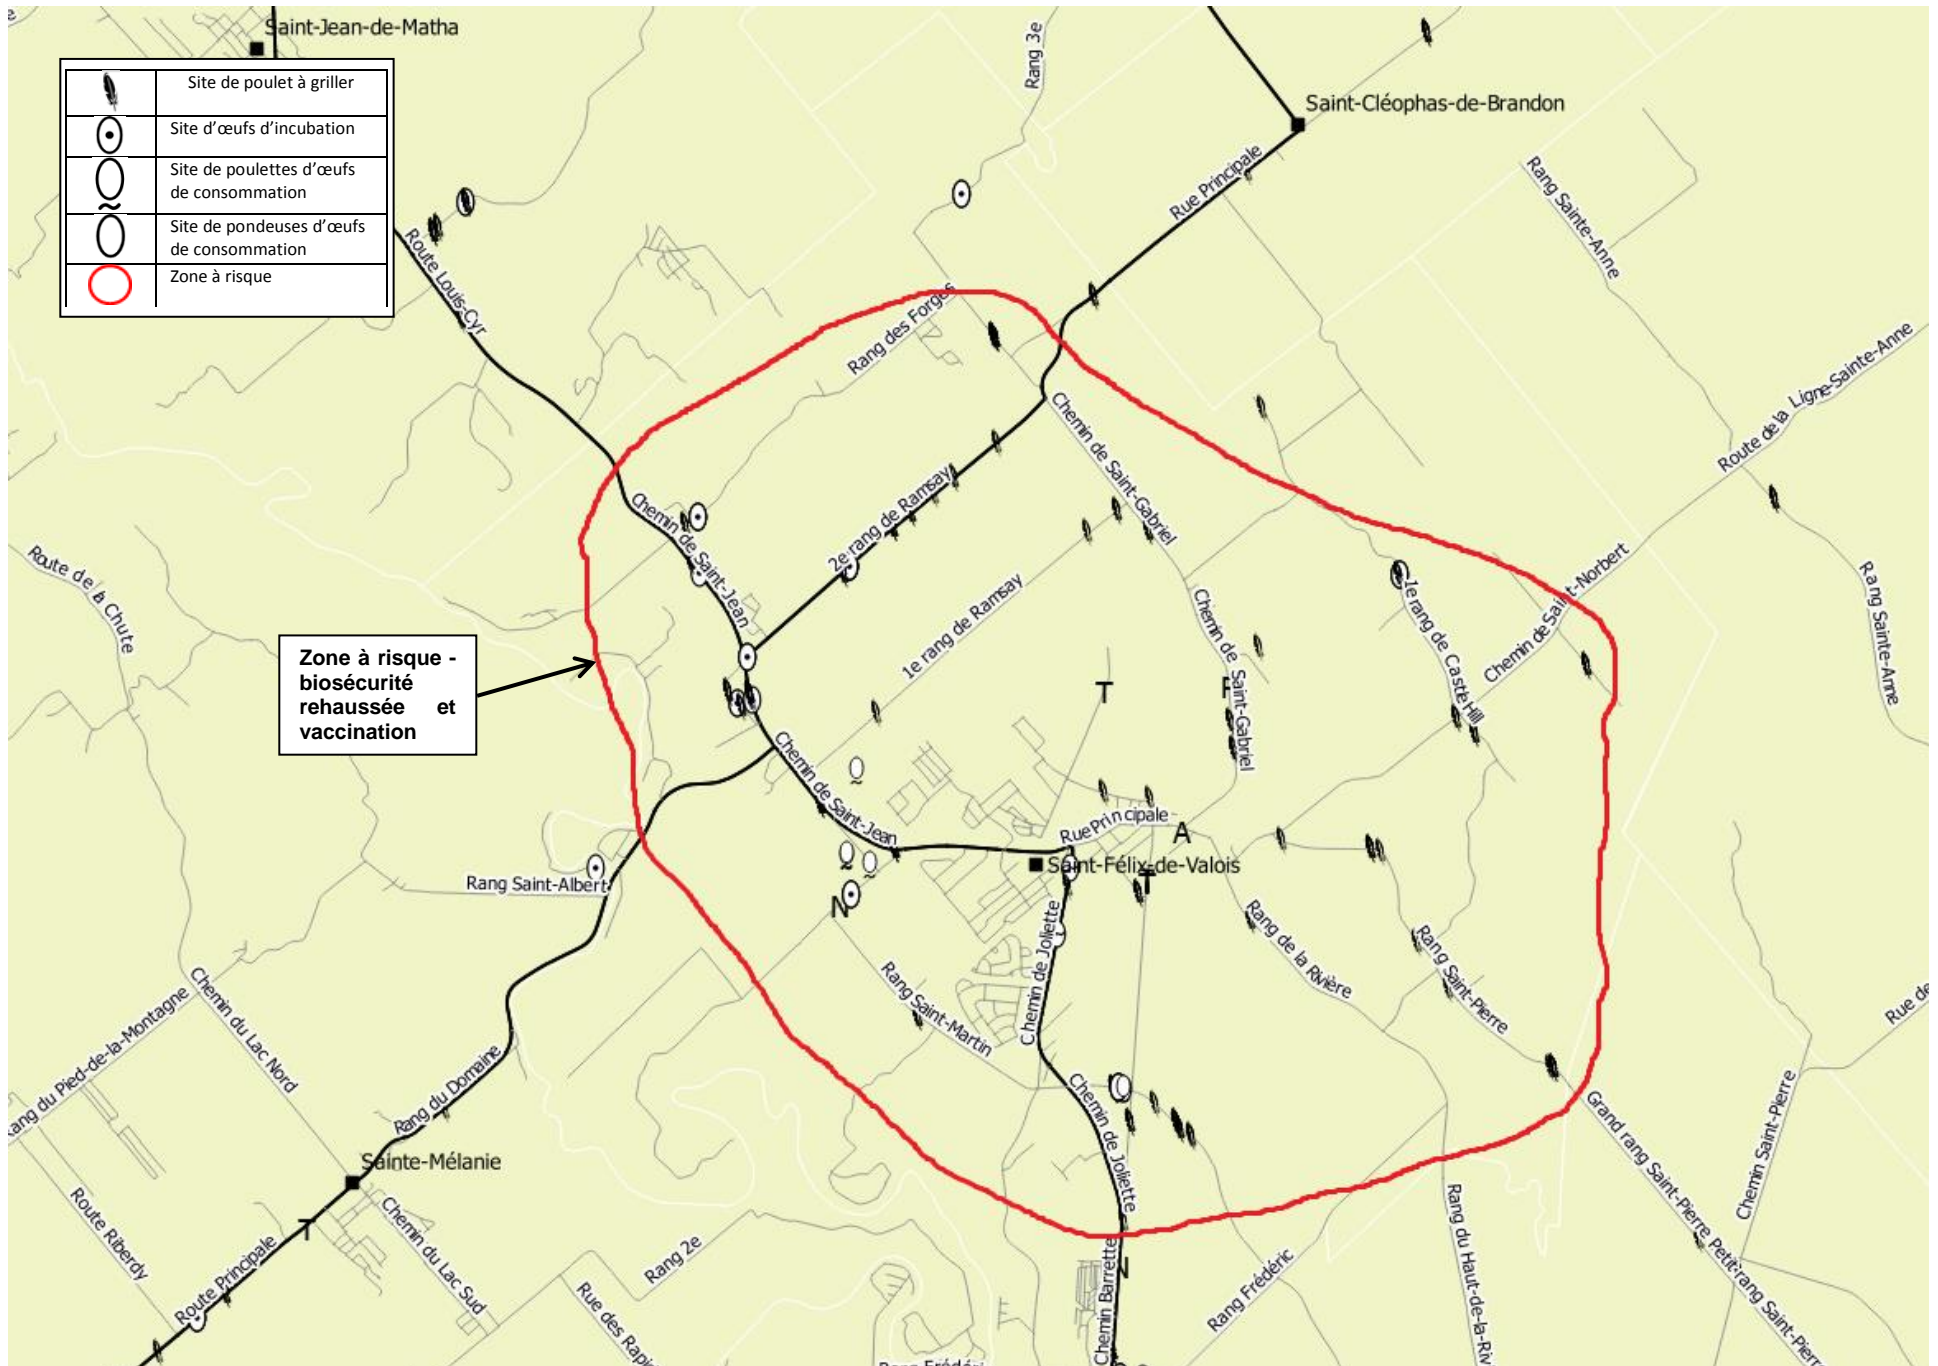 Saint-Jean-de-Matha
Site de poulet à griller
Site d'œufs d'incubation
Site de poulettes d'œufs
de consommation
Site de pondeuses d'œufs
de consommation
Zone à risque
Rang 3e
Saint-Cléophas-de-Brandon
Rue Principale
Rang Sainte-Anne
Route Louis-Cyr
Rang des Forges
Route de la Ligne-Sainte-Anne
Chemin de Saint-Gabriel
2e rang de Ramsay
Chemin de Saint-Jean
Route de la Chute
1e rang de Ramsay
Chemin de Saint-Gabriel
1e rang de Castle Hill
Chemin de Saint-Norbert
Rang Sainte-Anne
Zone à risque -
biosécurité
rehaussée et
vaccination
T
F
Chemin de Saint-Jean
Rue Principale
A
Saint-Félix-de-Valois
T
Rang Saint-Albert
N
Chemin de Joliette
Rang de la Rivière
Rang Saint-Pierre
Rang Saint-Martin
Rue de
Chemin du Lac Nord
Rang du Pied-de-la-Montagne
Rang du Domaine
Chemin de Joliette
Grand rang Saint-Pierre
Chemin Saint-Pierre
Sainte-Mélanie
Route Riberdy
T
Chemin du Lac Sud
Route Principale
Rang 2e
Rue des Rapi
Chemin Barrette
N
Rang Frédéric
Rang du Haut-de-la-Riv
Petit rang Saint-Pierr
Rang Frédéri